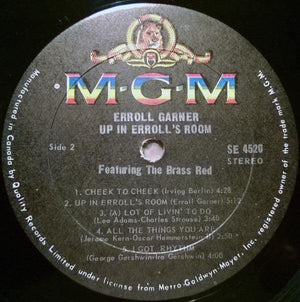 M-G-M
ERROLL GARNER
UP IN ERROLL'S ROOM
Side 2
SE 4520
STEREO
Featuring The Brass Bed
1. CHEEK TO CHEEK (Irving Berlin) 4:28
2. UP IN ERROLL'S ROOM (Erroll Garner) 5:12
3. (A) LOT OF LIVIN' TO DO
(Lee Adams-Charles Strouse) 3:40
4. ALL THE THINGS YOU ARE
(Jerome Kern-Oscar Hammerstein II) 2:50
5. I GOT RHYTHM
(George Gershwin-Ira Gershwin) 4:00
Manufactured in Canada by Quality Records Limited under license from Metro-Goldwyn-Mayer, Inc. owner of the trade mark M.G.M.